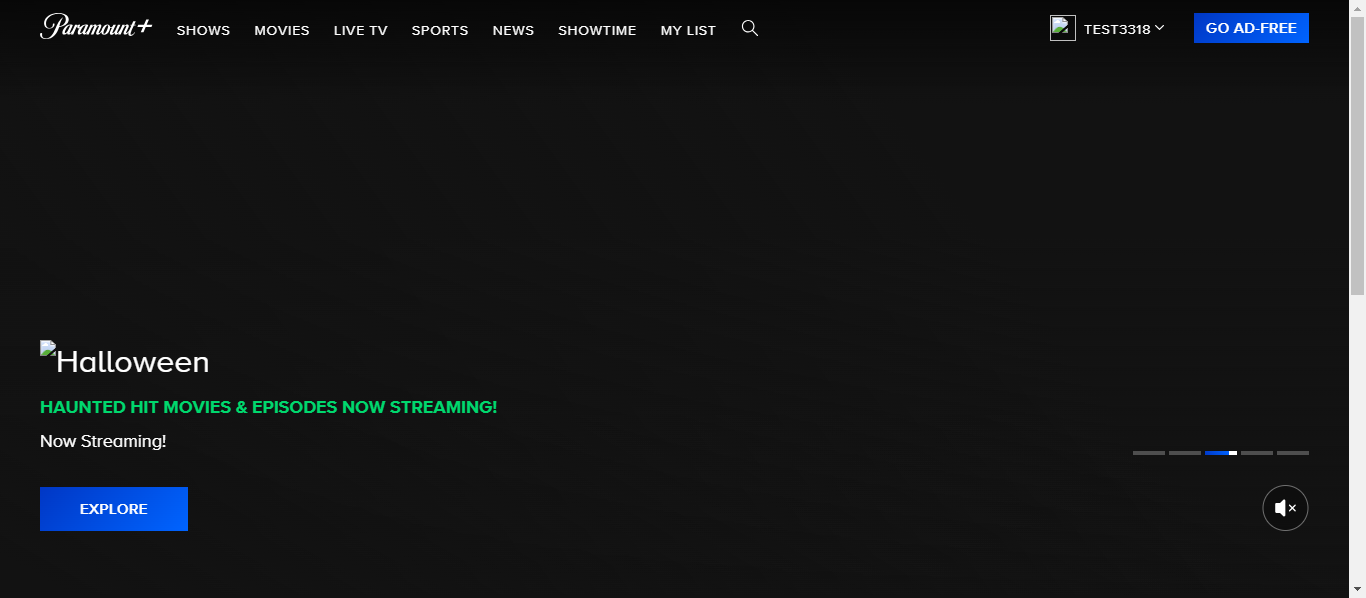 Paramount+ SHOWS MOVIES LIVE TV SPORTS NEWS SHOWTIME MY LIST TEST3318 GO AD-FREE
Halloween
HAUNTED HIT MOVIES & EPISODES NOW STREAMING!
Now Streaming!
EXPLORE